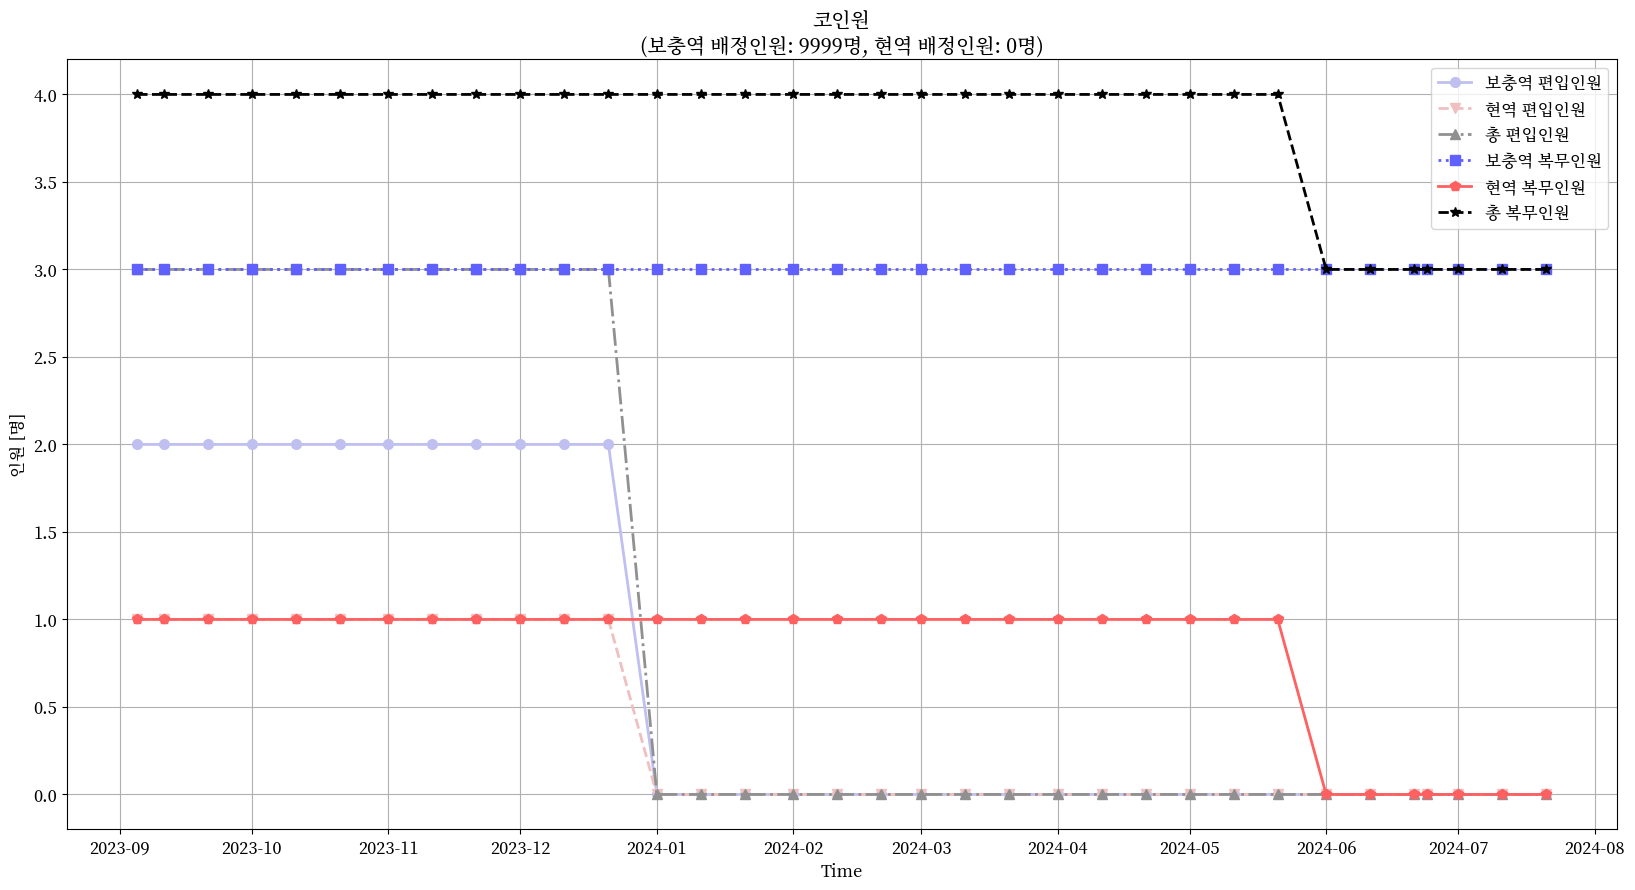 코인원
(보충역 배정인원: 9999명, 현역 배정인원: 0명)
보충역 편입인원
현역 편입인원
총 편입인원
보충역 복무인원
현역 복무인원
총 복무인원
인원 [명]
4.0
3.5
3.0
2.5
2.0
1.5
1.0
0.5
0.0
2023-09 2023-10 2023-11 2023-12 2024-01 2024-02 2024-03 2024-04 2024-05 2024-06 2024-07 2024-08
Time